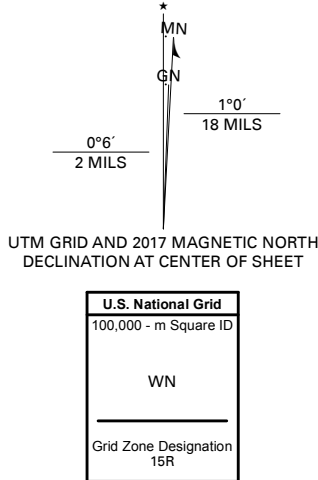 MN
GN
1°0´
18 MILS
0°6´
2 MILS
UTM GRID AND 2017 MAGNETIC NORTH
DECLINATION AT CENTER OF SHEET
U.S. National Grid
100,000 - m Square ID
WN
Grid Zone Designation
15R